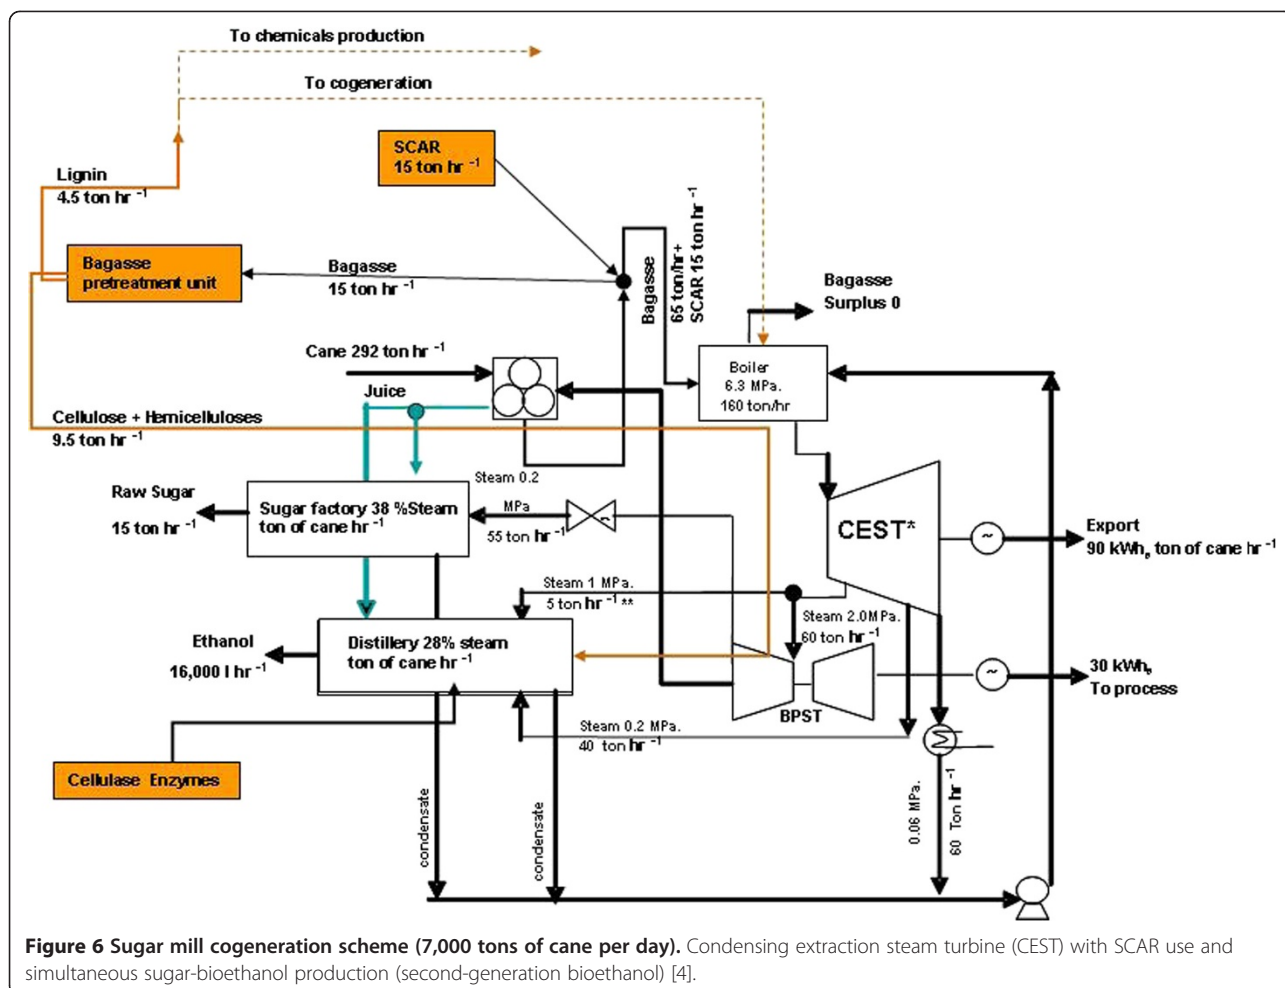 To chemicals production
To cogeneration
SCAR
15 ton hr -1
Lignin
4.5 ton hr -1
Bagasse
pretreatment unit
Bagasse
15 ton hr -1
Bagasse
65 ton/hr+
SCAR 15 ton hr -1
Bagasse
Surplus 0
Cane 292 ton hr -1
Boiler
6.3 MPa.
160 ton/hr
Juice
Cellulose + Hemicelluloses
9.5 ton hr -1
Steam 0.2
MPa
55 ton hr -1
Raw Sugar
15 ton hr -1
Sugar factory 38 %Steam
ton of cane hr -1
CEST*
~
Export
90 kWhe, ton of cane hr -1
Steam 1 MPa.
5 ton hr -1 **
Steam 2.0MPa.
60 ton hr -1
Ethanol
16,000 l hr -1
Distillery 28% steam
ton of cane hr -1
~
30 kWhe,
To process
BPST
Steam 0.2 MPa.
40 ton hr -1
Cellulase Enzymes
condensate
condensate
0.06 MPa.
60 Ton hr -1
Figure 6 Sugar mill cogeneration scheme (7,000 tons of cane per day). Condensing extraction steam turbine (CEST) with SCAR use and
simultaneous sugar-bioethanol production (second-generation bioethanol) [4].